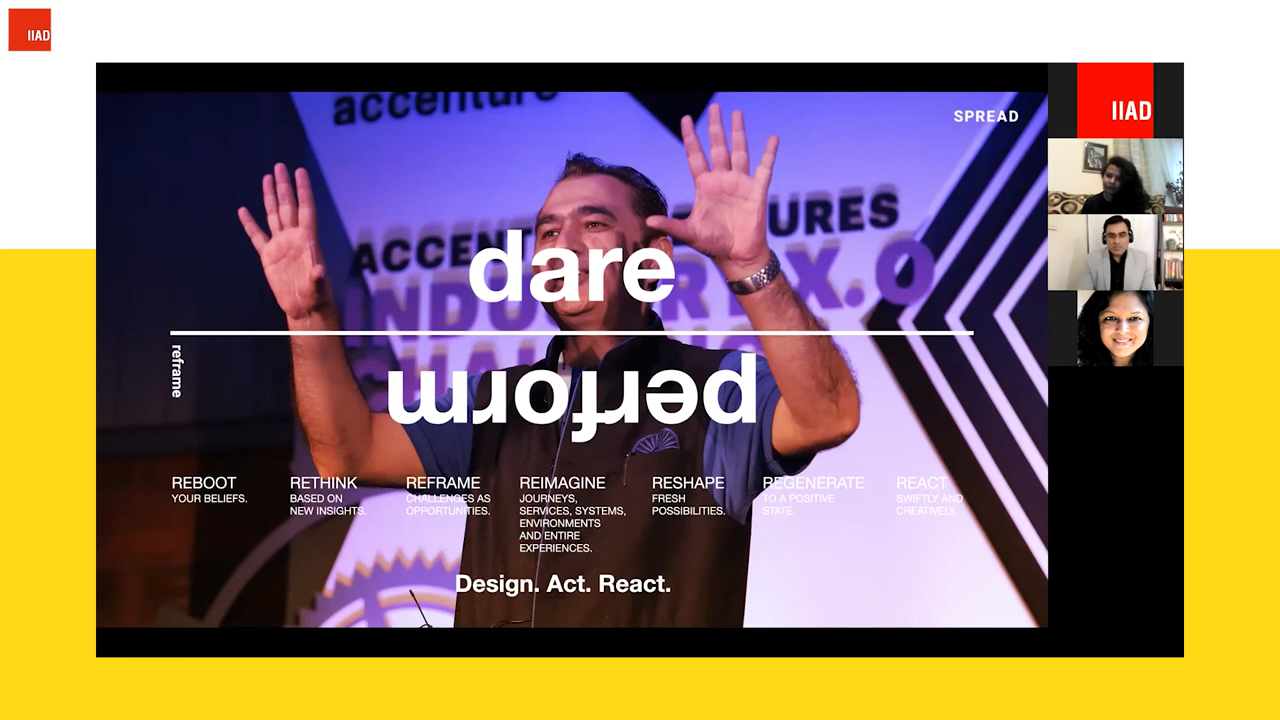 IIAD
accenture
SPREAD
IIAD
dare
reframe
perform
REBOOT
YOUR BELIEFS.
RETHINK
BASED ON
NEW INSIGHTS.
REFRAME
CHALLENGES AS
OPPORTUNITIES.
REIMAGINE
JOURNEYS,
SERVICES, SYSTEMS,
ENVIRONMENTS
AND ENTIRE
EXPERIENCES.
RESHAPE
FRESH
POSSIBILITIES.
REGENERATE
TO A POSITIVE
STATE.
REACT
SWIFTLY AND
CREATIVELY.
Design. Act. React.